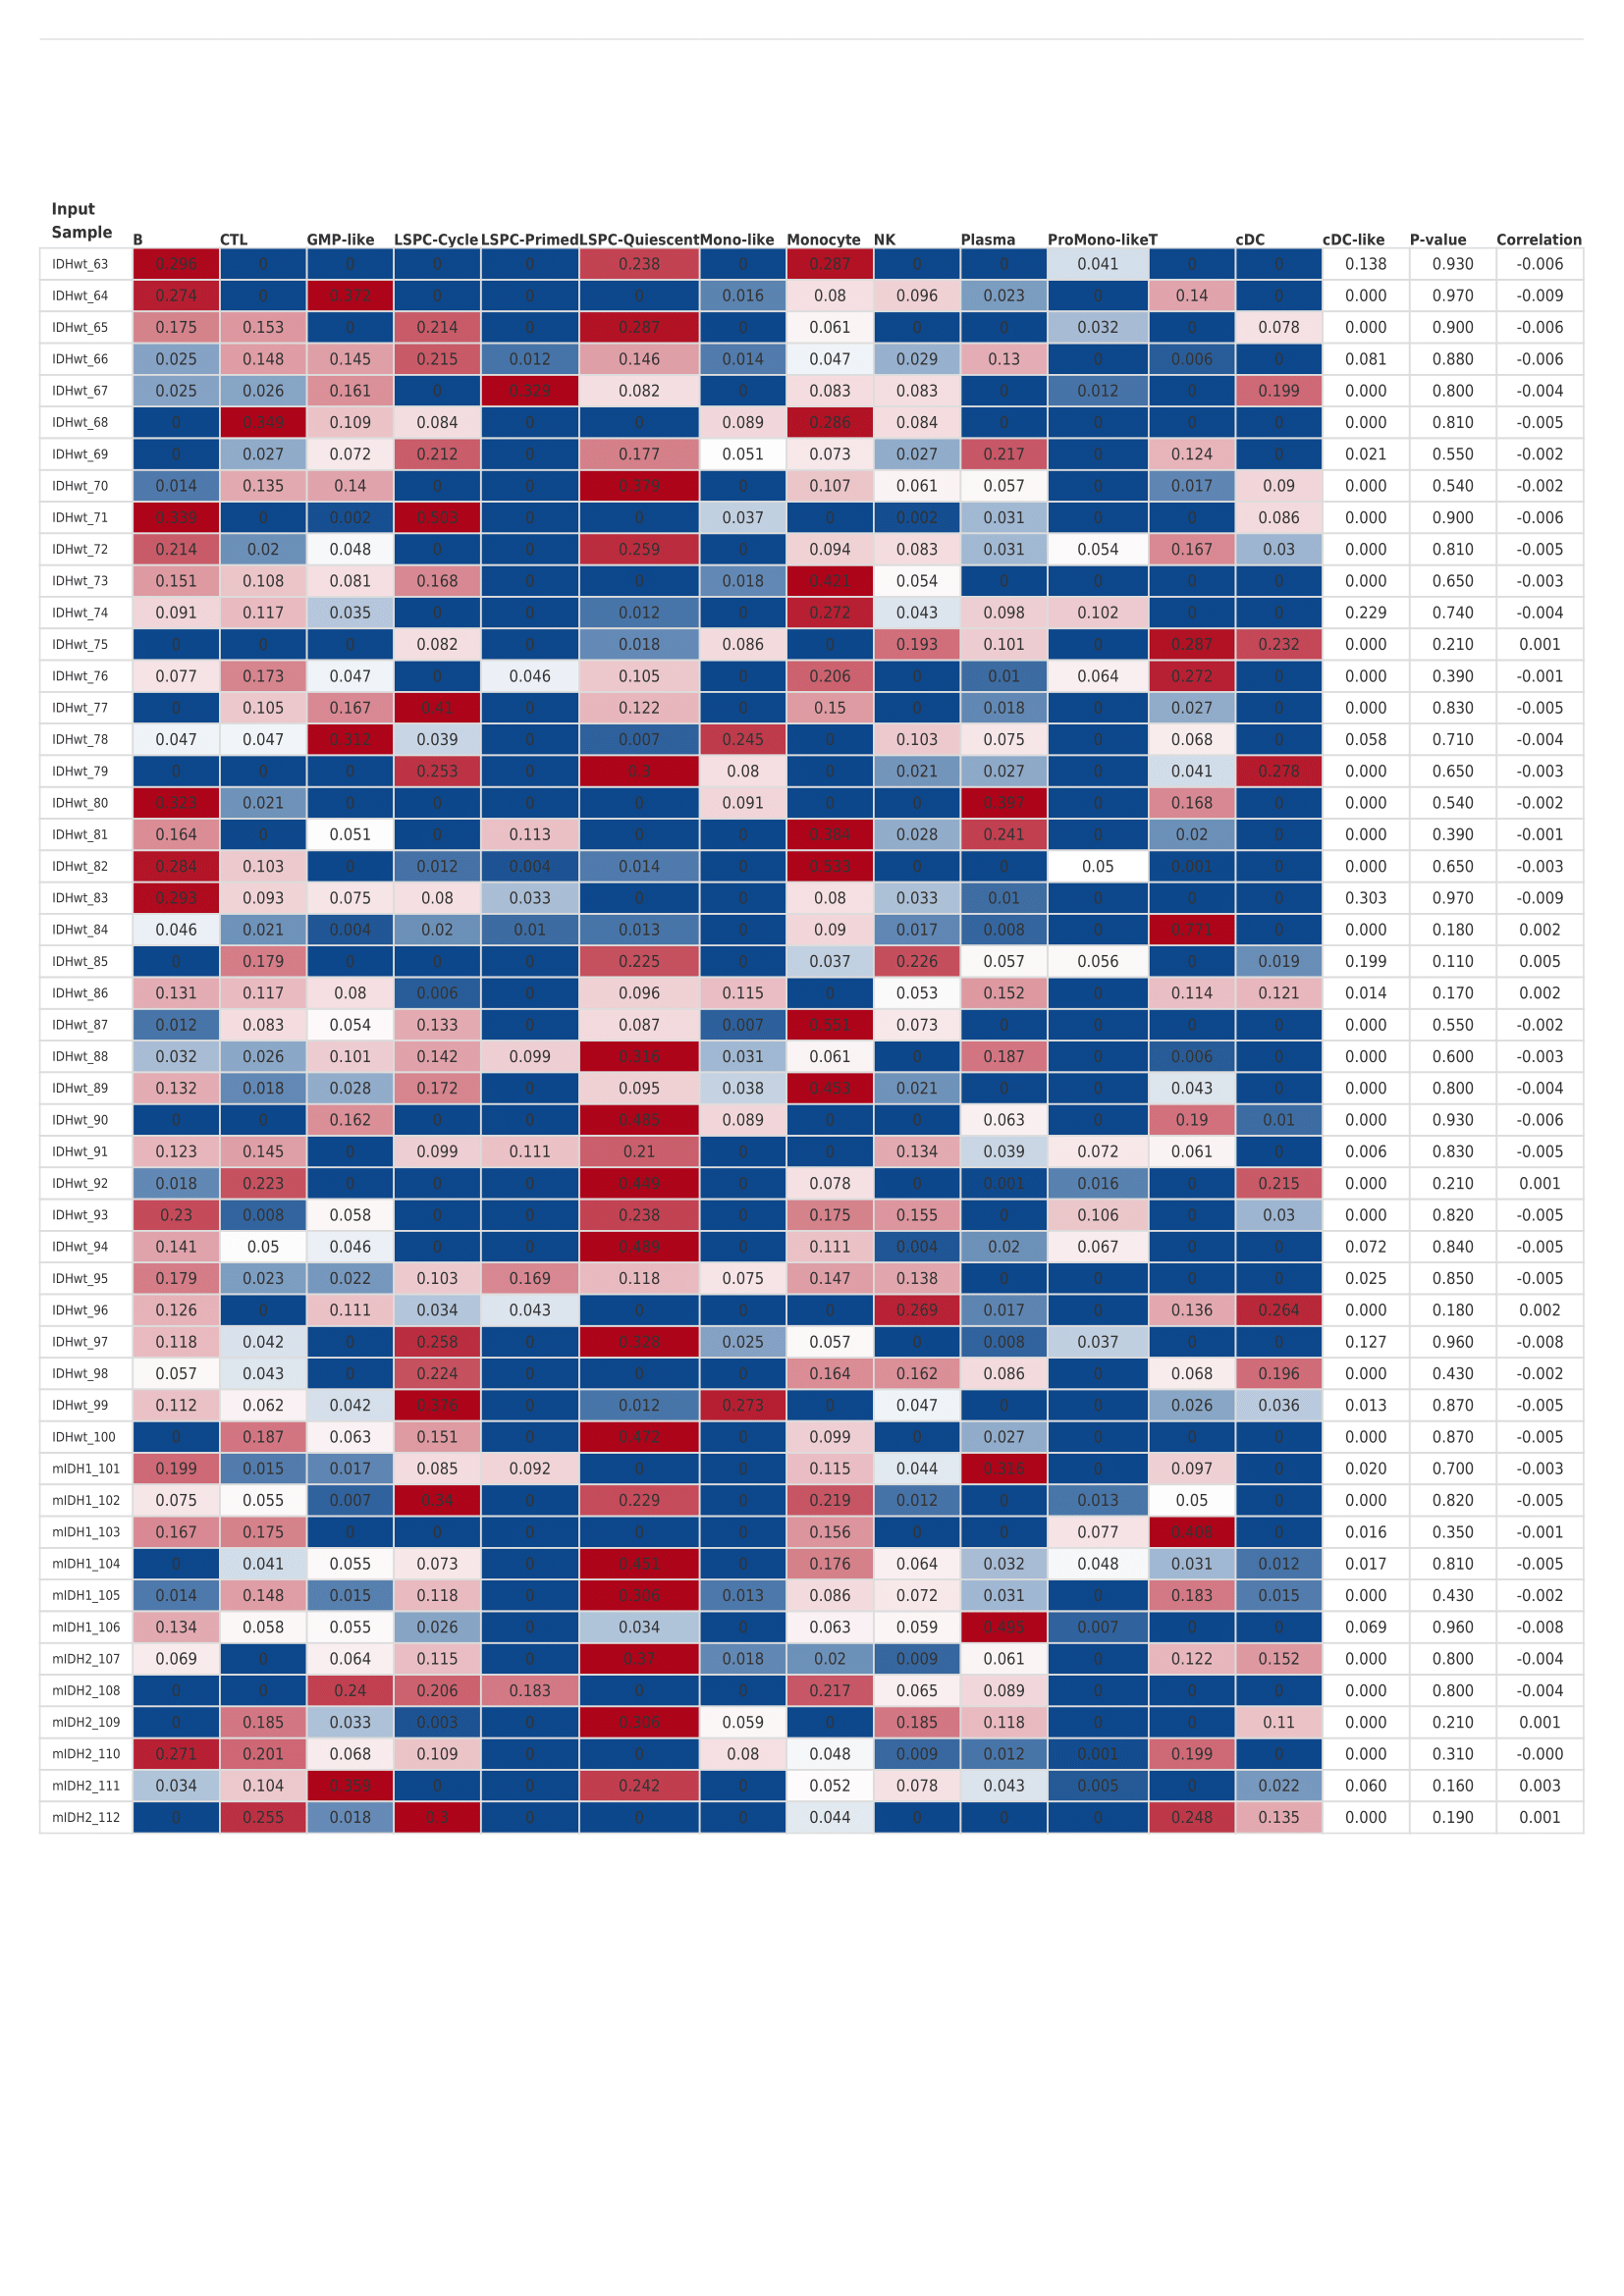 Input
Sample B CTL GMP-like LSPC-Cycle LSPC-Primed LSPC-Quiescent Mono-like Monocyte NK Plasma ProMono-like T cDC cDC-like P-value Correlation
IDHwt_63 0.296 0 0 0 0 0.238 0 0.287 0 0 0.041 0 0 0.138 0.930 -0.006
IDHwt_64 0.274 0 0.372 0 0 0 0.016 0.08 0.096 0.023 0 0.14 0 0.000 0.970 -0.009
IDHwt_65 0.175 0.153 0 0.214 0 0.287 0 0.061 0 0 0.032 0 0.078 0.000 0.900 -0.006
IDHwt_66 0.025 0.148 0.145 0.215 0.012 0.146 0.014 0.047 0.029 0.13 0 0.006 0 0.081 0.880 -0.006
IDHwt_67 0.025 0.026 0.161 0 0.329 0.082 0 0.083 0.083 0 0.012 0 0.199 0.000 0.800 -0.004
IDHwt_68 0 0.349 0.109 0.084 0 0 0.089 0.286 0.084 0 0 0 0 0.000 0.810 -0.005
IDHwt_69 0 0.027 0.072 0.212 0 0.177 0.051 0.073 0.027 0.217 0 0.124 0 0.021 0.550 -0.002
IDHwt_70 0.014 0.135 0.14 0 0 0.379 0 0.107 0.061 0.057 0 0.017 0.09 0.000 0.540 -0.002
IDHwt_71 0.339 0 0.002 0.503 0 0 0.037 0 0.002 0.031 0 0 0.086 0.000 0.900 -0.006
IDHwt_72 0.214 0.02 0.048 0 0 0.259 0 0.094 0.083 0.031 0.054 0.167 0.03 0.000 0.810 -0.005
IDHwt_73 0.151 0.108 0.081 0.168 0 0 0.018 0.421 0.054 0 0 0 0 0.000 0.650 -0.003
IDHwt_74 0.091 0.117 0.035 0 0 0.012 0 0.272 0.043 0.098 0.102 0 0 0.229 0.740 -0.004
IDHwt_75 0 0 0 0.082 0 0.018 0.086 0 0.193 0.101 0 0.287 0.232 0.000 0.210 0.001
IDHwt_76 0.077 0.173 0.047 0 0.046 0.105 0 0.206 0 0.01 0.064 0.272 0 0.000 0.390 -0.001
IDHwt_77 0 0.105 0.167 0.41 0 0.122 0 0.15 0 0.018 0 0.027 0 0.000 0.830 -0.005
IDHwt_78 0.047 0.047 0.312 0.039 0 0.007 0.245 0 0.103 0.075 0 0.068 0 0.058 0.710 -0.004
IDHwt_79 0 0 0 0.253 0 0.3 0.08 0 0.021 0.027 0 0.041 0.278 0.000 0.650 -0.003
IDHwt_80 0.323 0.021 0 0 0 0 0.091 0 0 0.397 0 0.168 0 0.000 0.540 -0.002
IDHwt_81 0.164 0 0.051 0 0.113 0 0 0.384 0.028 0.241 0 0.02 0 0.000 0.390 -0.001
IDHwt_82 0.284 0.103 0 0.012 0.004 0.014 0 0.533 0 0 0.05 0.001 0 0.000 0.650 -0.003
IDHwt_83 0.293 0.093 0.075 0.08 0.033 0 0 0.08 0.033 0.01 0 0 0 0.303 0.970 -0.009
IDHwt_84 0.046 0.021 0.004 0.02 0.01 0.013 0 0.09 0.017 0.008 0 0.771 0 0.000 0.180 0.002
IDHwt_85 0 0.179 0 0 0 0.225 0 0.037 0.226 0.057 0.056 0 0.019 0.199 0.110 0.005
IDHwt_86 0.131 0.117 0.08 0.006 0 0.096 0.115 0 0.053 0.152 0 0.114 0.121 0.014 0.170 0.002
IDHwt_87 0.012 0.083 0.054 0.133 0 0.087 0.007 0.551 0.073 0 0 0 0 0.000 0.550 -0.002
IDHwt_88 0.032 0.026 0.101 0.142 0.099 0.316 0.031 0.061 0 0.187 0 0.006 0 0.000 0.600 -0.003
IDHwt_89 0.132 0.018 0.028 0.172 0 0.095 0.038 0.453 0.021 0 0 0.043 0 0.000 0.800 -0.004
IDHwt_90 0 0 0.162 0 0 0.485 0.089 0 0 0.063 0 0.19 0.01 0.000 0.930 -0.006
IDHwt_91 0.123 0.145 0 0.099 0.111 0.21 0 0 0.134 0.039 0.072 0.061 0 0.006 0.830 -0.005
IDHwt_92 0.018 0.223 0 0 0 0.449 0 0.078 0 0.001 0.016 0 0.215 0.000 0.210 0.001
IDHwt_93 0.23 0.008 0.058 0 0 0.238 0 0.175 0.155 0 0.106 0 0.03 0.000 0.820 -0.005
IDHwt_94 0.141 0.05 0.046 0 0 0.489 0 0.111 0.004 0.02 0.067 0 0 0.072 0.840 -0.005
IDHwt_95 0.179 0.023 0.022 0.103 0.169 0.118 0.075 0.147 0.138 0 0 0 0 0.025 0.850 -0.005
IDHwt_96 0.126 0 0.111 0.034 0.043 0 0 0 0.269 0.017 0 0.136 0.264 0.000 0.180 0.002
IDHwt_97 0.118 0.042 0 0.258 0 0.328 0.025 0.057 0 0.008 0.037 0 0 0.127 0.960 -0.008
IDHwt_98 0.057 0.043 0 0.224 0 0 0 0.164 0.162 0.086 0 0.068 0.196 0.000 0.430 -0.002
IDHwt_99 0.112 0.062 0.042 0.376 0 0.012 0.273 0 0.047 0 0 0.026 0.036 0.013 0.870 -0.005
IDHwt_100 0 0.187 0.063 0.151 0 0.472 0 0.099 0 0.027 0 0 0 0.000 0.870 -0.005
mIDH1_101 0.199 0.015 0.017 0.085 0.092 0 0 0.115 0.044 0.316 0 0.097 0 0.020 0.700 -0.003
mIDH1_102 0.075 0.055 0.007 0.34 0 0.229 0 0.219 0.012 0 0.013 0.05 0 0.000 0.820 -0.005
mIDH1_103 0.167 0.175 0 0 0 0 0 0.156 0 0 0.077 0.408 0 0.016 0.350 -0.001
mIDH1_104 0 0.041 0.055 0.073 0 0.451 0 0.176 0.064 0.032 0.048 0.031 0.012 0.017 0.810 -0.005
mIDH1_105 0.014 0.148 0.015 0.118 0 0.306 0.013 0.086 0.072 0.031 0 0.183 0.015 0.000 0.430 -0.002
mIDH1_106 0.134 0.058 0.055 0.026 0 0.034 0 0.063 0.059 0.495 0.007 0 0 0.069 0.960 -0.008
mIDH2_107 0.069 0 0.064 0.115 0 0.37 0.018 0.02 0.009 0.061 0 0.122 0.152 0.000 0.800 -0.004
mIDH2_108 0 0 0.24 0.206 0.183 0 0 0.217 0.065 0.089 0 0 0 0.000 0.800 -0.004
mIDH2_109 0 0.185 0.033 0.003 0 0.306 0.059 0 0.185 0.118 0 0 0.11 0.000 0.210 0.001
mIDH2_110 0.271 0.201 0.068 0.109 0 0 0.08 0.048 0.009 0.012 0.001 0.199 0 0.000 0.310 -0.000
mIDH2_111 0.034 0.104 0.359 0 0 0.242 0 0.052 0.078 0.043 0.005 0 0.022 0.060 0.160 0.003
mIDH2_112 0 0.255 0.018 0.3 0 0 0 0.044 0 0 0 0.248 0.135 0.000 0.190 0.001